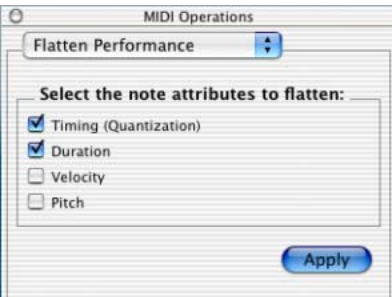 MIDI Operations
Flatten Performance
Select the note attributes to flatten:
Timing (Quantization)
Duration
Velocity
Pitch
Apply